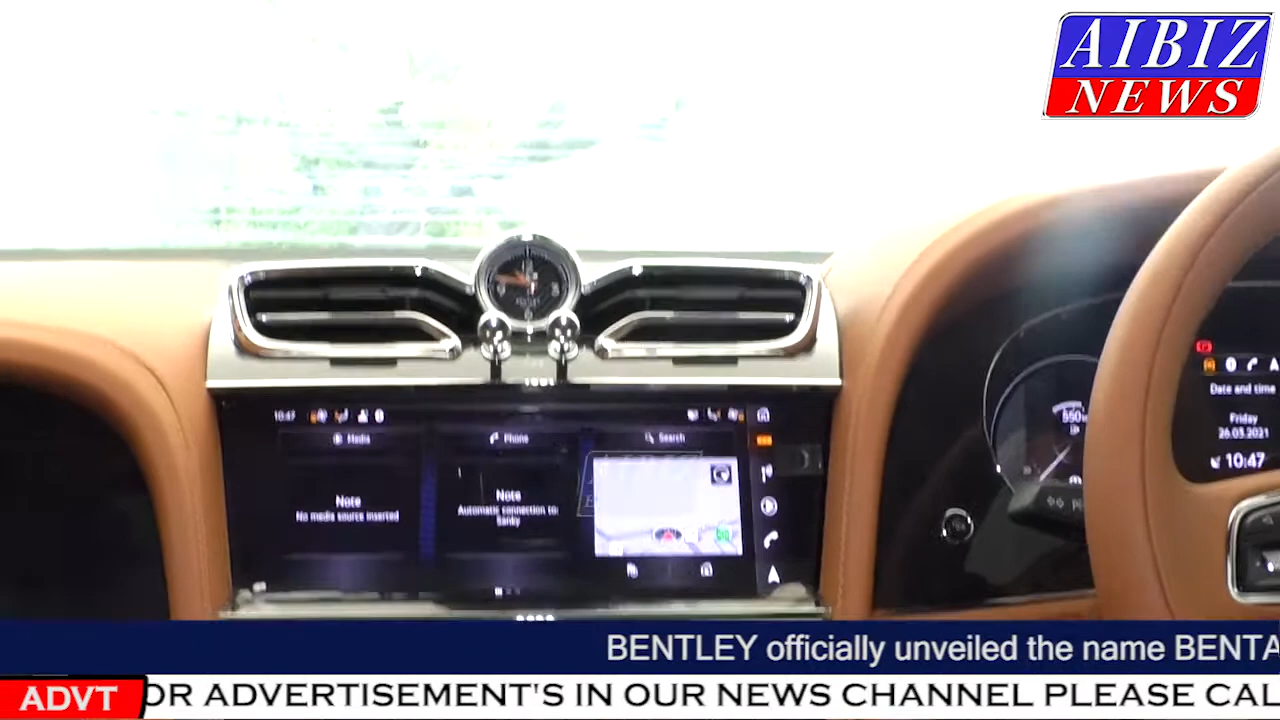 AIBIZ
NEWS
10:47
Media
Phone
Search
Note
No media source inserted
Note
Automatic connection to:
550
Date and time
Friday
26.03.2021
10:47
BENTLEY officially unveiled the name BENTA
ADVT
OR ADVERTISEMENT'S IN OUR NEWS CHANNEL PLEASE CAL